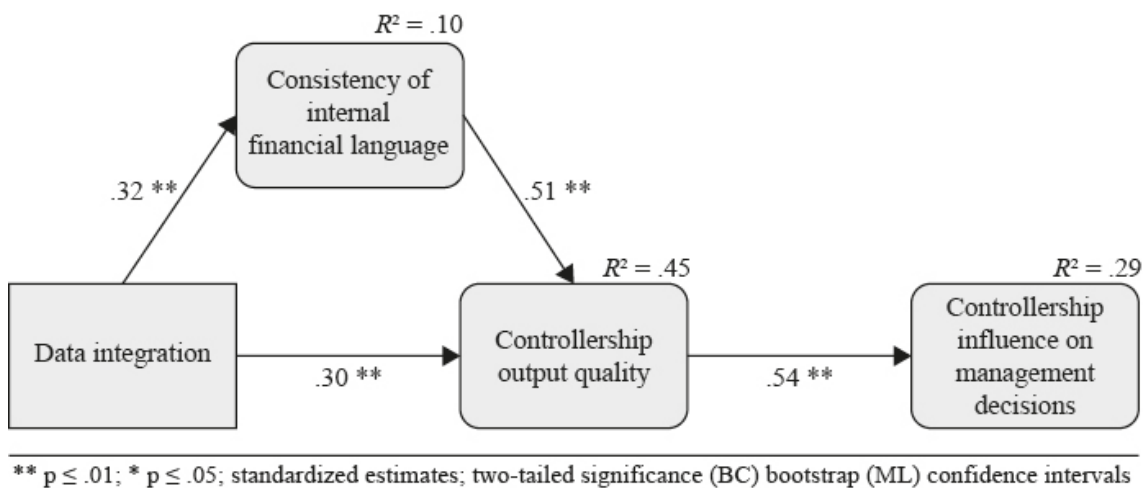 R² = .10
Consistency of
internal
financial language
.32 **
.51 **
R² = .45
R² = .29
Data integration
Controllership
output quality
Controllership
influence on
management
decisions
.30 **
.54 **
** p ≤ .01; * p ≤ .05; standardized estimates; two-tailed significance (BC) bootstrap (ML) confidence intervals